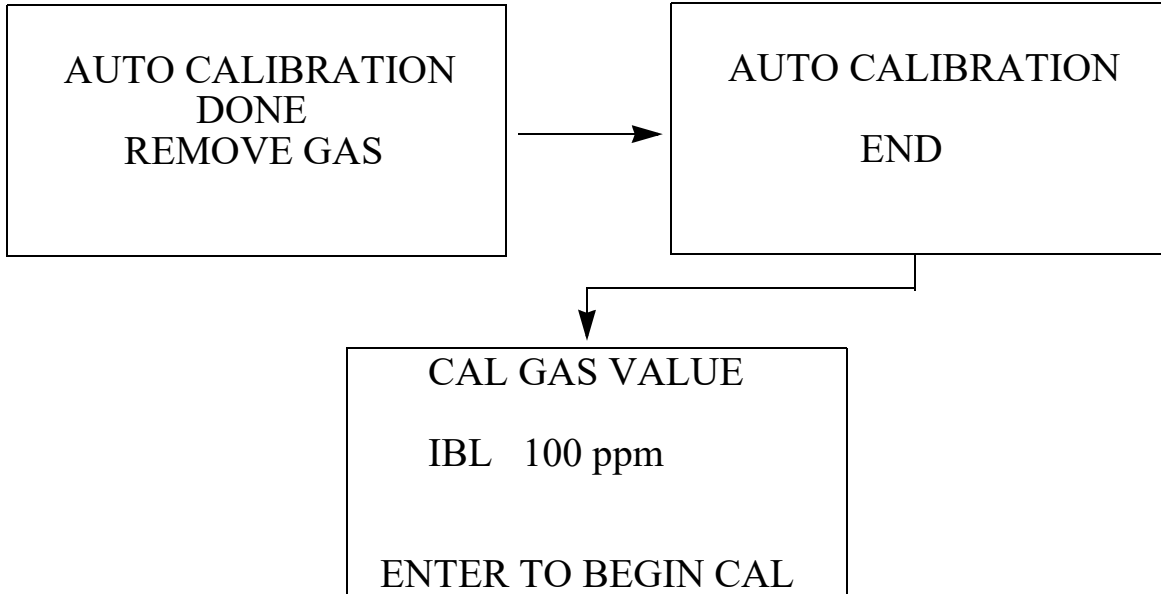 AUTO CALIBRATION
DONE
REMOVE GAS
AUTO CALIBRATION
END
CAL GAS VALUE
IBL 100 ppm
ENTER TO BEGIN CAL